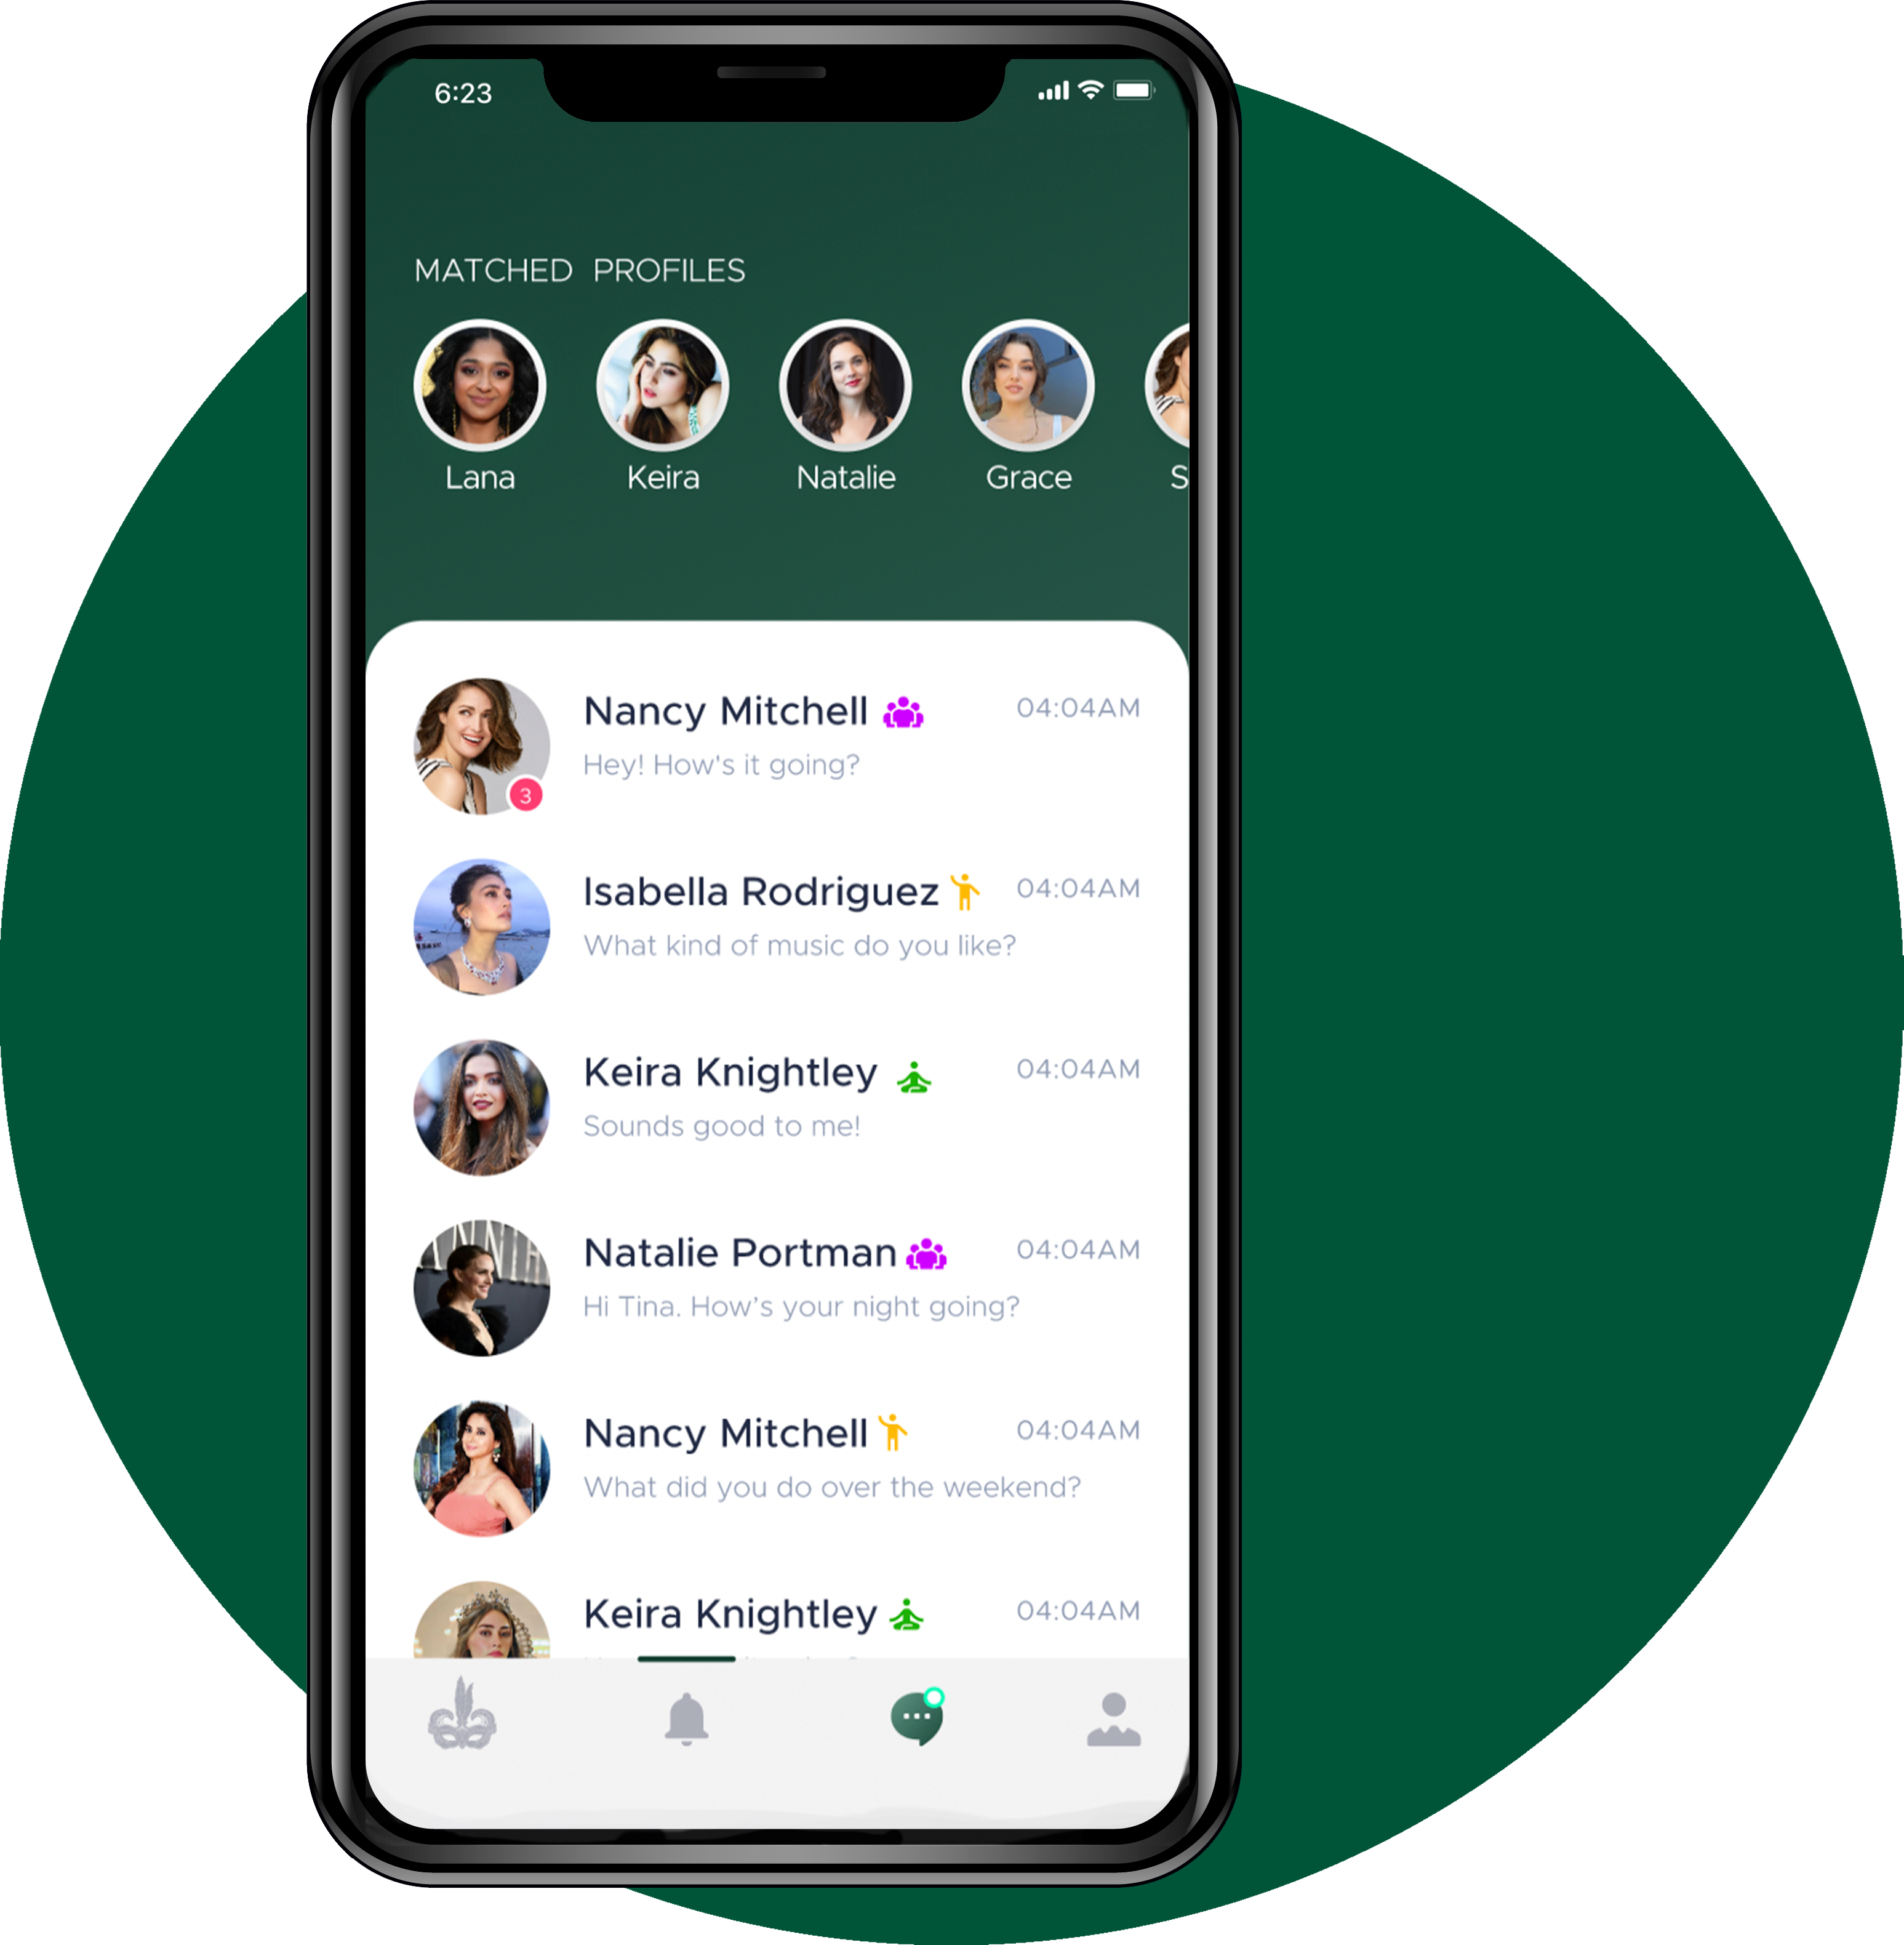 6:23
MATCHED PROFILES
Lana Keira Natalie Grace S
Nancy Mitchell 04:04AM
Hey! How's it going?
3
Isabella Rodriguez 04:04AM
What kind of music do you like?
Keira Knightley 04:04AM
Sounds good to me!
Natalie Portman 04:04AM
Hi Tina. How's your night going?
Nancy Mitchell 04:04AM
What did you do over the weekend?
Keira Knightley 04:04AM